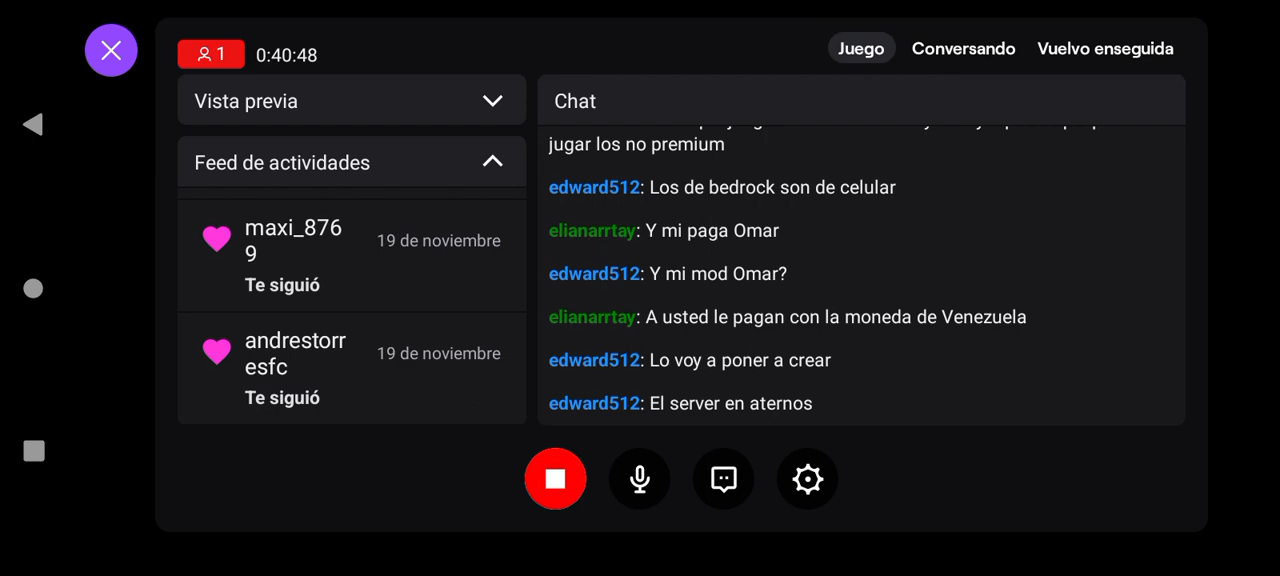 1 0:40:48 Juego Conversando Vuelvo enseguida
Vista previa
Feed de actividades
maxi_876
9
19 de noviembre
Te siguió
andrestorr
esfc
19 de noviembre
Te siguió
Chat
jugar los no premium
edward512: Los de bedrock son de celular
elianarrtay: Y mi paga Omar
edward512: Y mi mod Omar?
elianarrtay: A usted le pagan con la moneda de Venezuela
edward512: Lo voy a poner a crear
edward512: El server en aternos